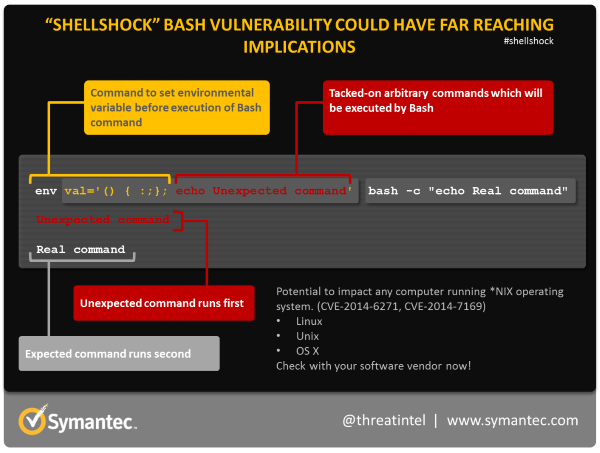 “SHELLSHOCK” BASH VULNERABILITY COULD HAVE FAR REACHING
IMPLICATIONS
#shellshock
Command to set environmental
variable before execution of Bash
command
Tacked-on arbitrary commands which will
be executed by Bash
env val='() { :;}; echo Unexpected command' bash -c "echo Real command"
Unexpected command
Real command
Unexpected command runs first
Expected command runs second
Potential to impact any computer running *NIX operating
system. (CVE-2014-6271, CVE-2014-7169)
• Linux
• Unix
• OS X
Check with your software vendor now!
Symantec.
@threatintel | www.symantec.com